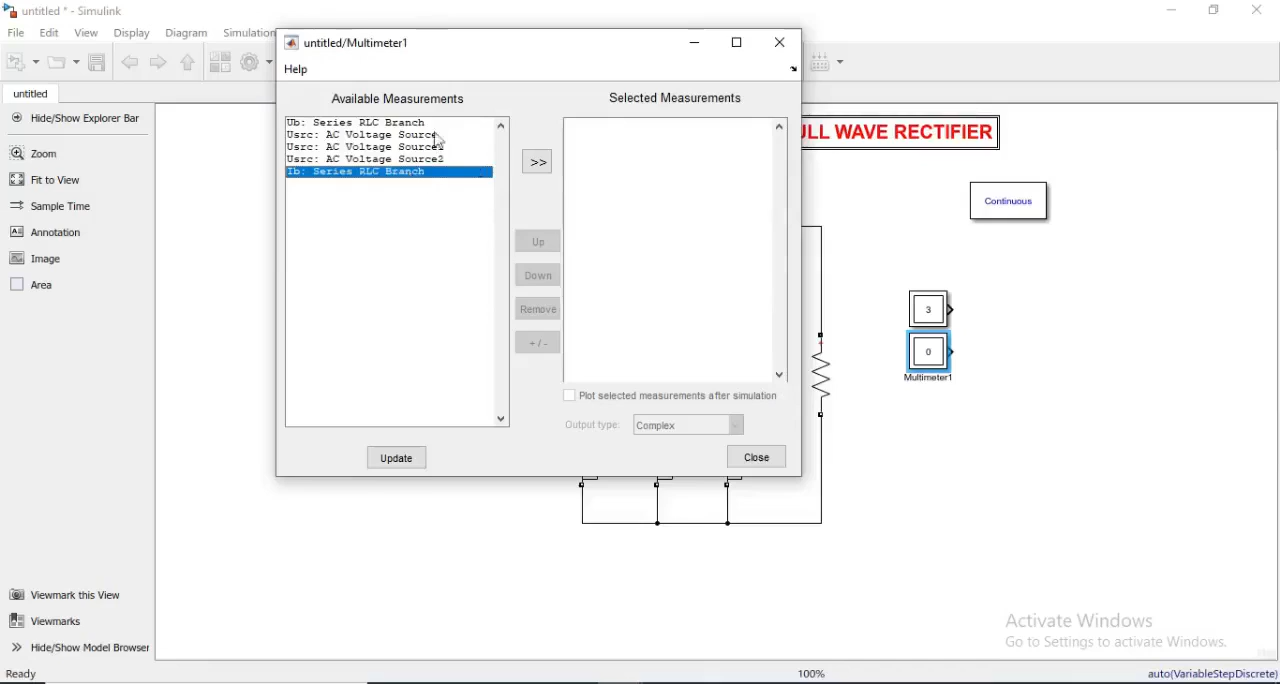 untitled * - Simulink
File Edit View Display Diagram Simulation
untitled
Hide/Show Explorer Bar
Zoom
Fit to View
Sample Time
Annotation
Image
Area
Viewmark this View
Viewmarks
Hide/Show Model Browser
Ready
untitled/Multimeter1
Help
Available Measurements
Selected Measurements
Ub: Series RLC Branch
Usrc: AC Voltage Source
Usrc: AC Voltage Source1
Usrc: AC Voltage Source2
Ib: Series RLC Branch
>>
Up
Down
Remove
+ / -
Plot selected measurements after simulation
Output type: Complex
Update
Close
ULL WAVE RECTIFIER
Continuous
3
0
Multimeter1
Activate Windows
Go to Settings to activate Windows.
100%
auto(VariableStepDiscrete)